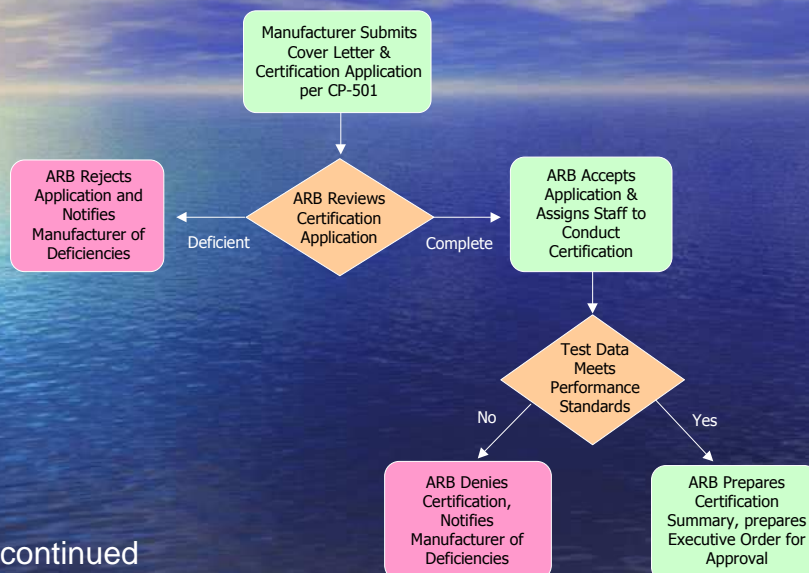 Manufacturer Submits
Cover Letter &
Certification Application
per CP-501
ARB Rejects
Application and
Notifies
Manufacturer of
Deficiencies
Deficient
ARB Reviews
Certification
Application
Complete
ARB Accepts
Application &
Assigns Staff to
Conduct
Certification
Test Data
Meets
Performance
Standards
No
Yes
ARB Denies
Certification,
Notifies
Manufacturer of
Deficiencies
ARB Prepares
Certification
Summary, prepares
Executive Order for
Approval
continued